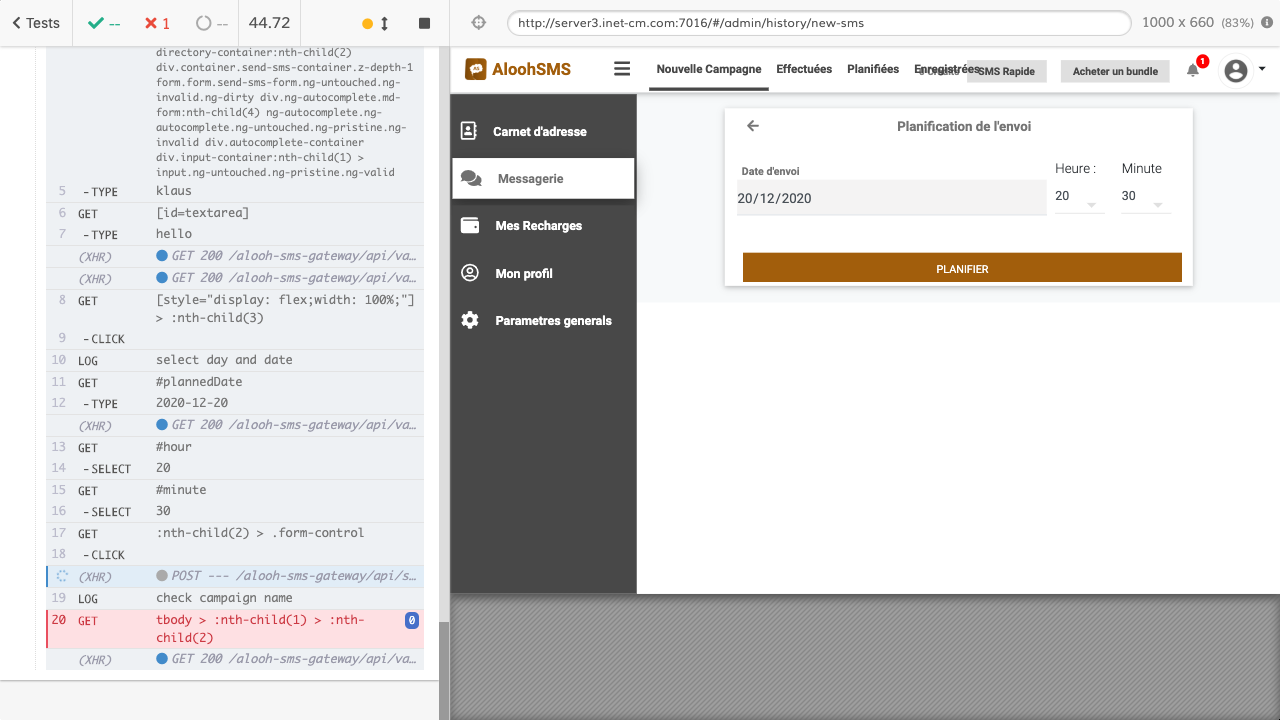 Tests
--
1
--
44.72
http://server3.inet-cm.com:7016/#/admin/history/new-sms
1000 x 660 (83%)
directory-container:nth-child(2)
div.container.send-sms-container.z-depth-1
form.form.send-sms-form.ng-untouched.ng-
invalid.ng-dirty div.ng-autocomplete.md-
form:nth-child(4) ng-autocomplete.ng-
autocomplete.ng-untouched.ng-pristine.ng-
invalid div.autocomplete-container
div.input-container:nth-child(1) >
input.ng-untouched.ng-pristine.ng-valid
5 -TYPE klaus
6 GET [id=textarea]
7 -TYPE hello
(XHR) GET 200 /alooh-sms-gateway/api/va…
(XHR) GET 200 /alooh-sms-gateway/api/va…
8 GET [style="display: flex;width: 100%;"]
> :nth-child(3)
9 -CLICK
10 LOG select day and date
11 GET #plannedDate
12 -TYPE 2020-12-20
(XHR) GET 200 /alooh-sms-gateway/api/va…
13 GET #hour
14 -SELECT 20
15 GET #minute
16 -SELECT 30
17 GET :nth-child(2) > .form-control
18 -CLICK
(XHR) POST --- /alooh-sms-gateway/api/s…
19 LOG check campaign name
20 GET tbody > :nth-child(1) > :nth- 0
child(2)
(XHR) GET 200 /alooh-sms-gateway/api/va…
AloohSMS
Nouvelle Campagne
Effectuées
Planifiées
Enregistrées
SMS Rapide
Acheter un bundle
1
Carnet d'adresse
Messagerie
Mes Recharges
Mon profil
Parametres generals
Planification de l'envoi
Date d'envoi
20/12/2020
Heure :
20
Minute
30
PLANIFIER